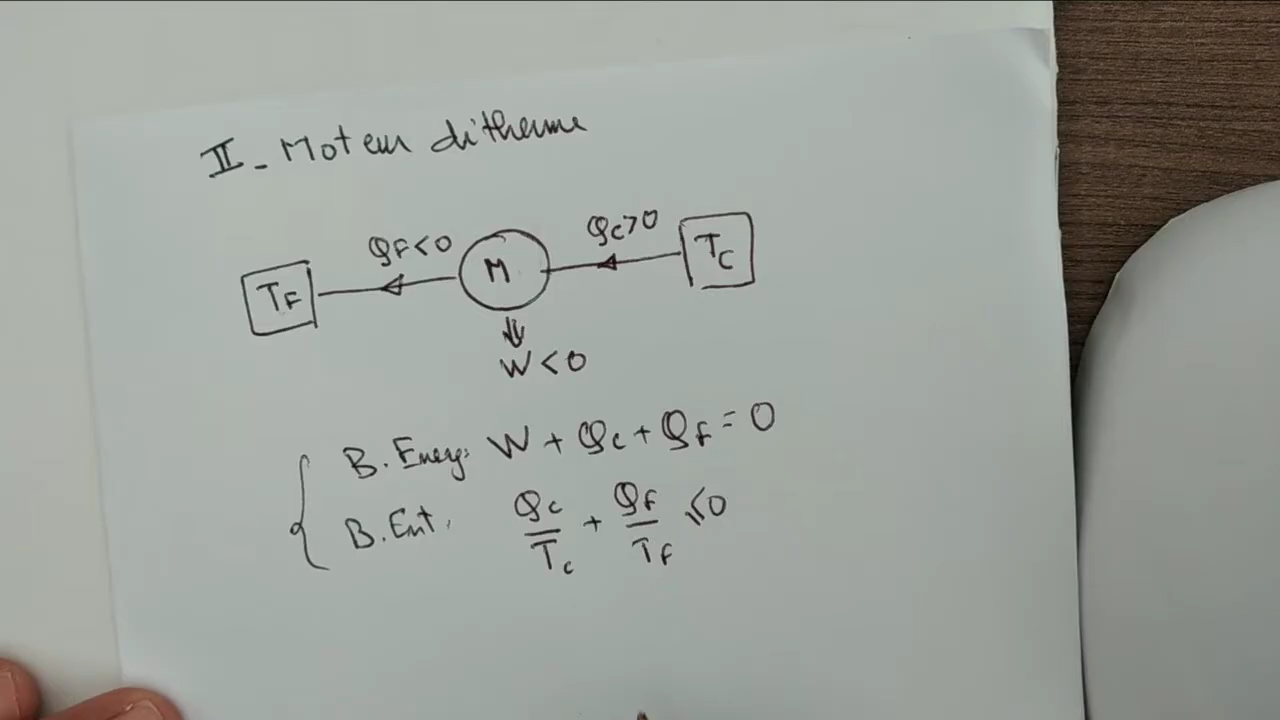 II - Moteur ditherme
QF<0 QC>0
TF M TC
W<0
B. Energ. W + Qc + Qf = 0
B. Ent. Qc/Tc + Qf/Tf ≤ 0